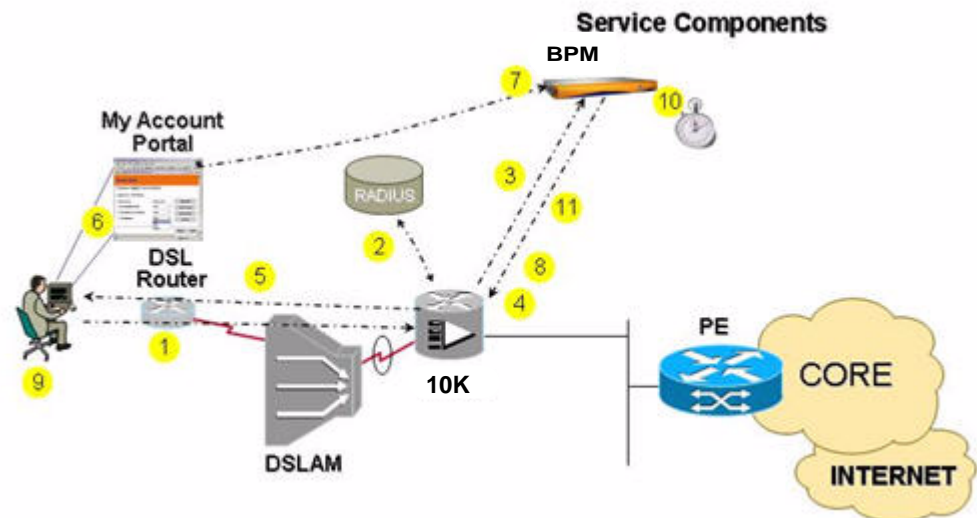 Service Components
BPM
7
10
My Account
Portal
3
RADIUS
11
6
2
DSL
Router
5
8
4
1
PE
9
10K
CORE
DSLAM
INTERNET